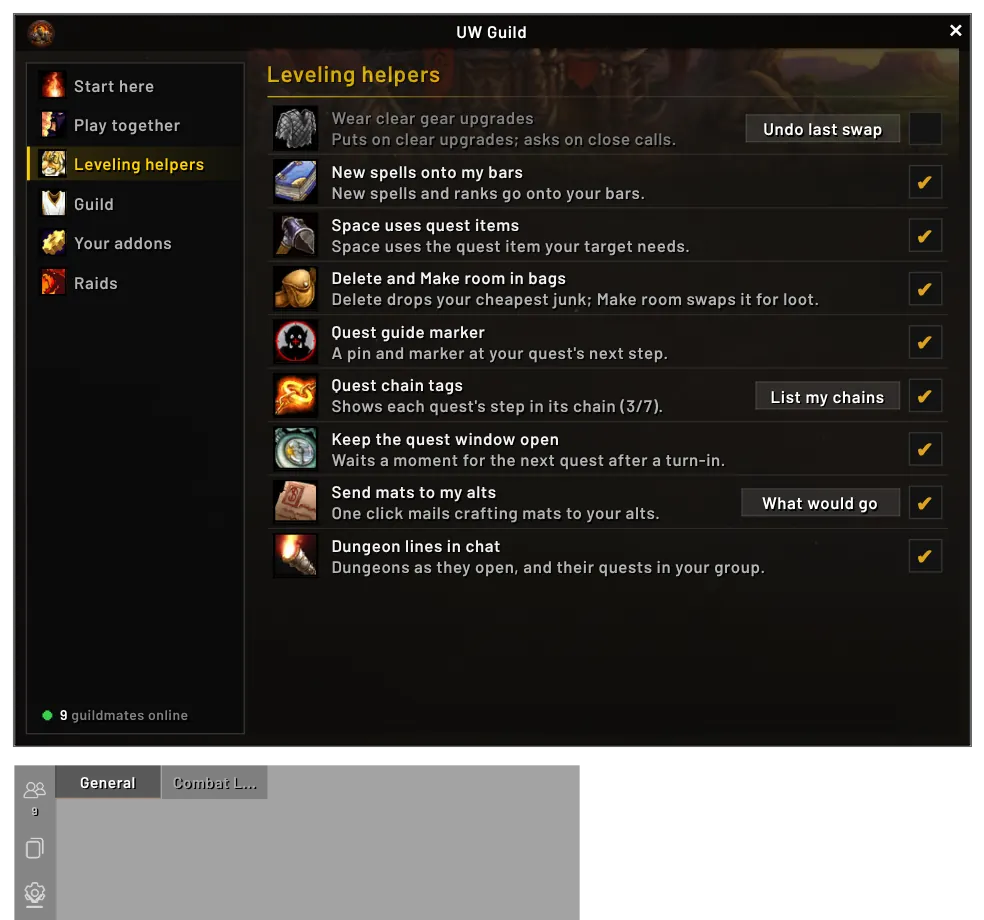 UW Guild
Start here
Play together
Leveling helpers
Guild
Your addons
Raids
9 guildmates online
Leveling helpers
Wear clear gear upgrades
Puts on clear upgrades; asks on close calls.
Undo last swap
New spells onto my bars
New spells and ranks go onto your bars.
Space uses quest items
Space uses the quest item your target needs.
Delete and Make room in bags
Delete drops your cheapest junk; Make room swaps it for loot.
Quest guide marker
A pin and marker at your quest's next step.
Quest chain tags
Shows each quest's step in its chain (3/7).
List my chains
Keep the quest window open
Waits a moment for the next quest after a turn-in.
Send mats to my alts
One click mails crafting mats to your alts.
What would go
Dungeon lines in chat
Dungeons as they open, and their quests in your group.
General
Combat L...
9